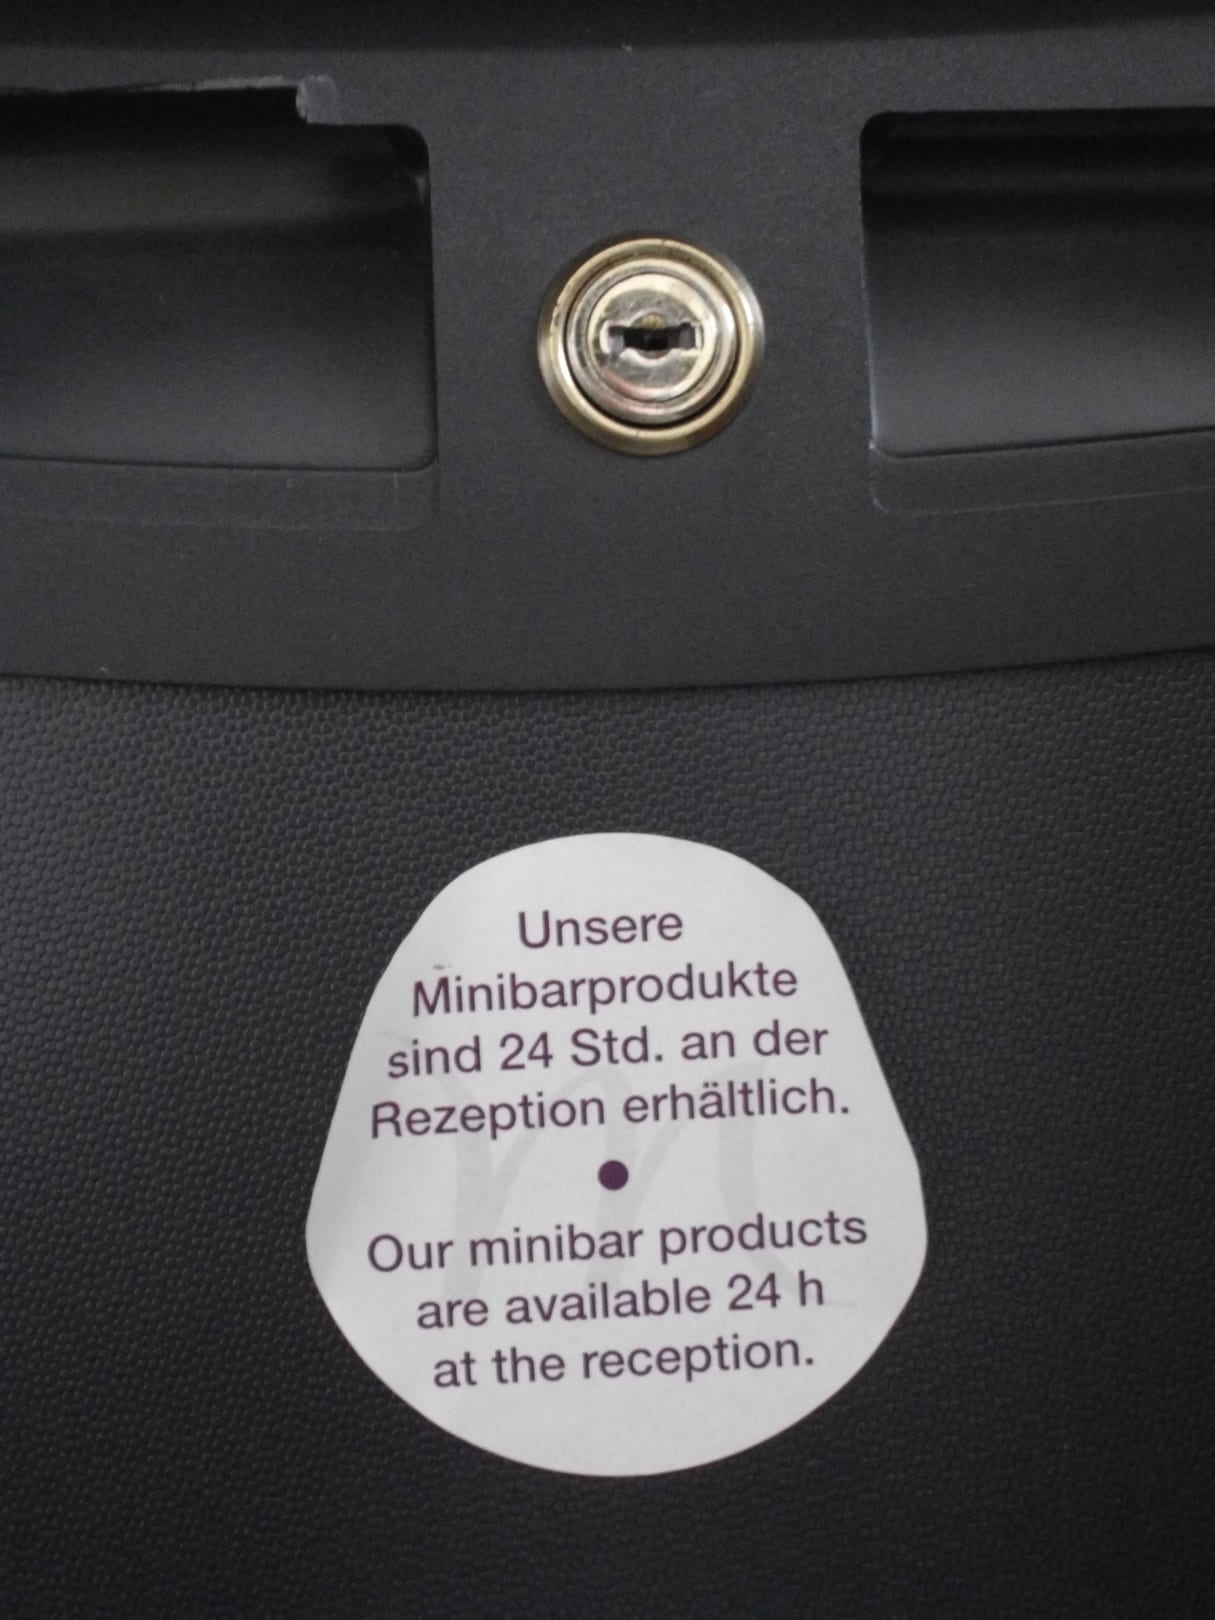 Unsere
Minibarprodukte
sind 24 Std. an der
Rezeption erhältlich.
Our minibar products
are available 24 h
at the reception.